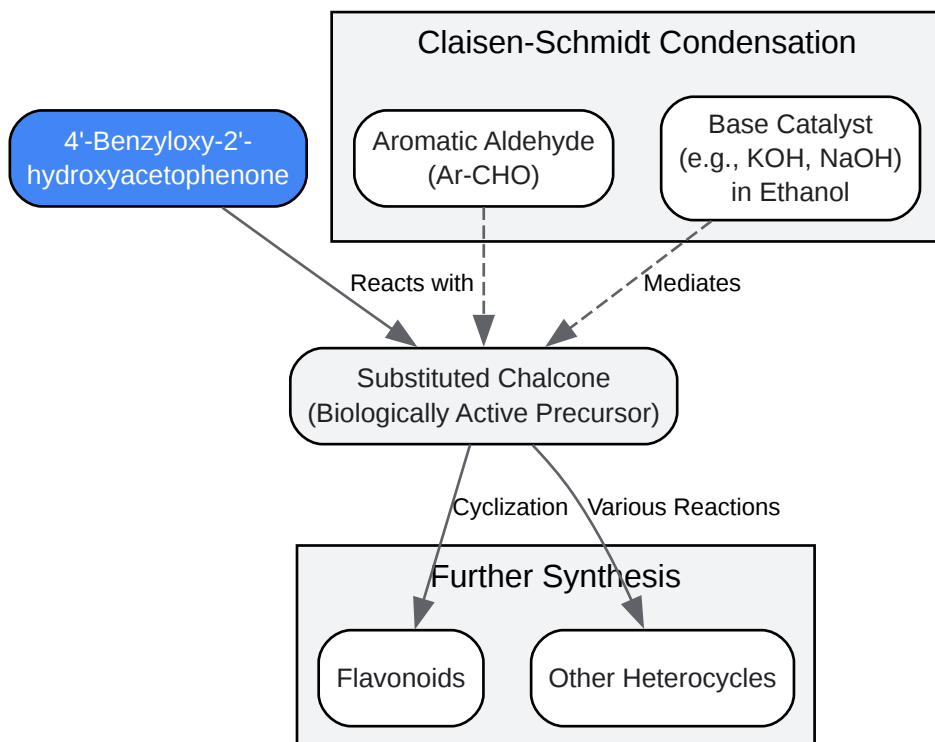 Claisen-Schmidt Condensation
4'-Benzyloxy-2'-
hydroxyacetophenone
Aromatic Aldehyde
(Ar-CHO)
Base Catalyst
(e.g., KOH, NaOH)
in Ethanol
Reacts with
Mediates
Substituted Chalcone
(Biologically Active Precursor)
Cyclization
Various Reactions
Further Synthesis
Flavonoids
Other Heterocycles